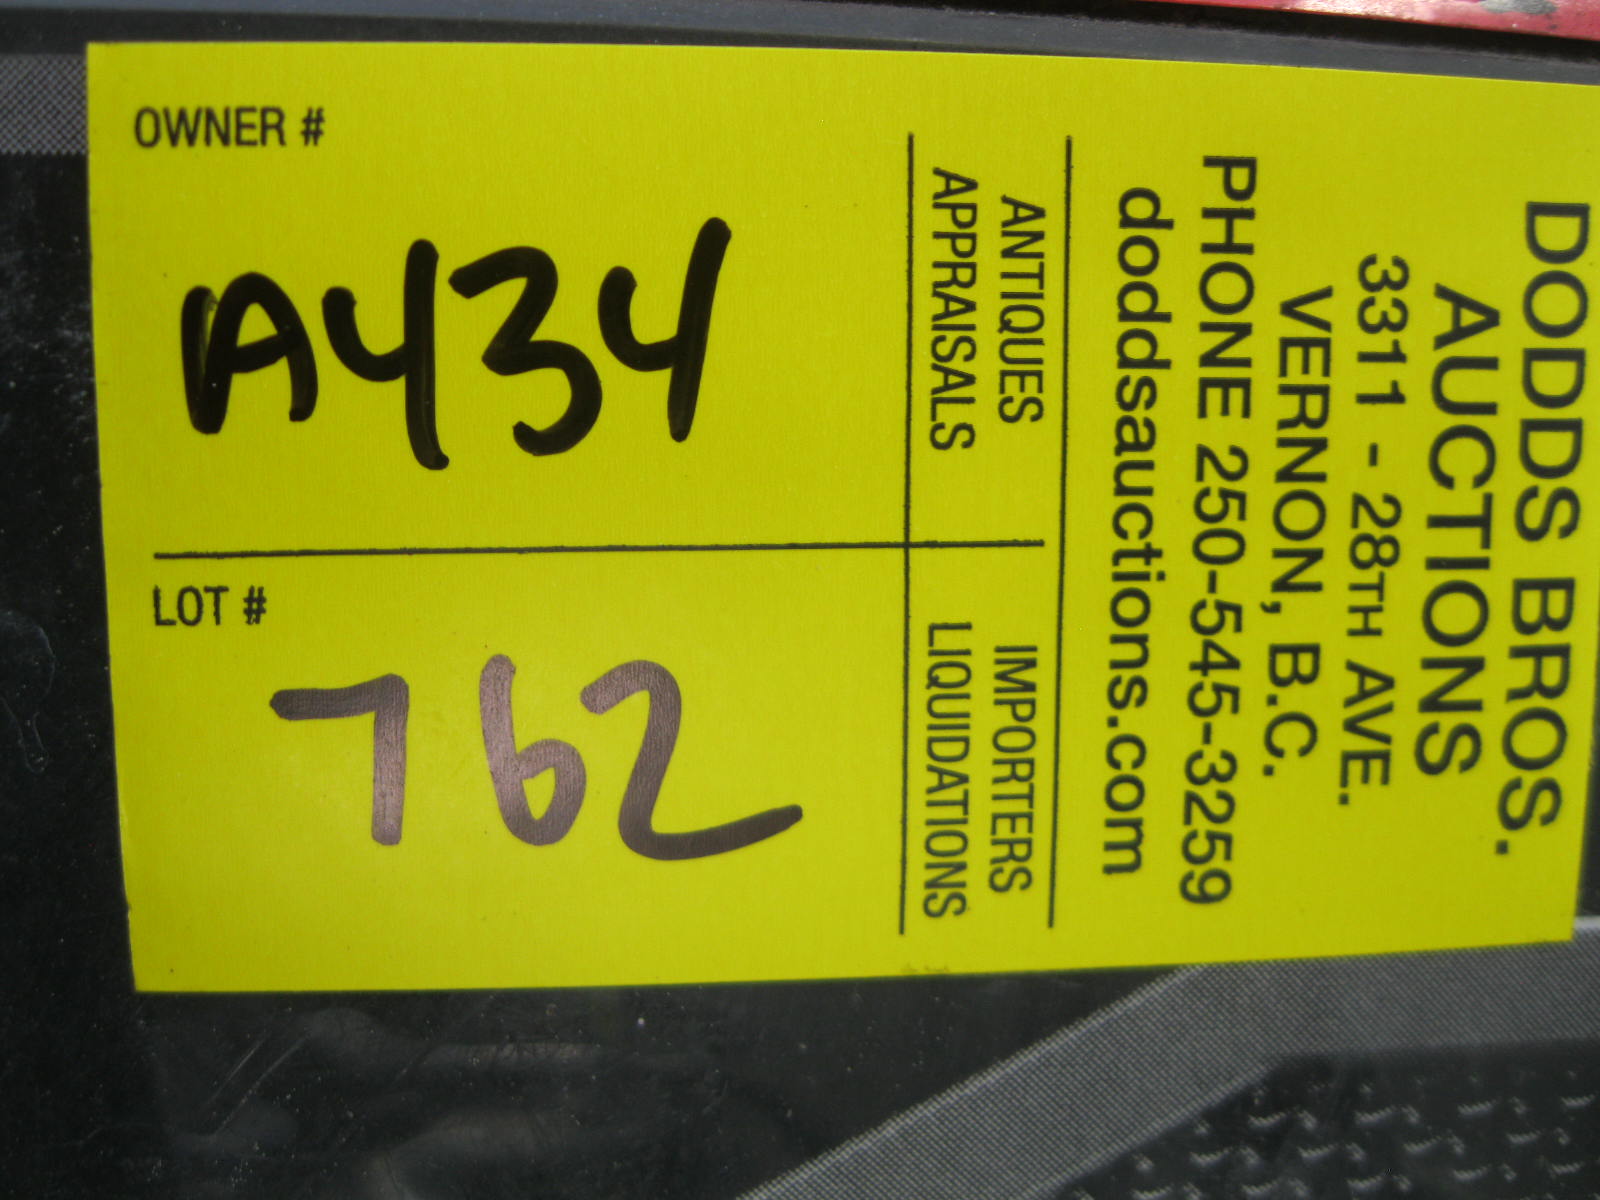 DODDS BROS.
AUCTIONS
3311 - 28TH AVE.
VERNON, B.C.
PHONE 250-545-3259
doddsauctions.com
ANTIQUES
APPRAISALS
IMPORTERS
LIQUIDATIONS
OWNER #
A434
LOT #
762